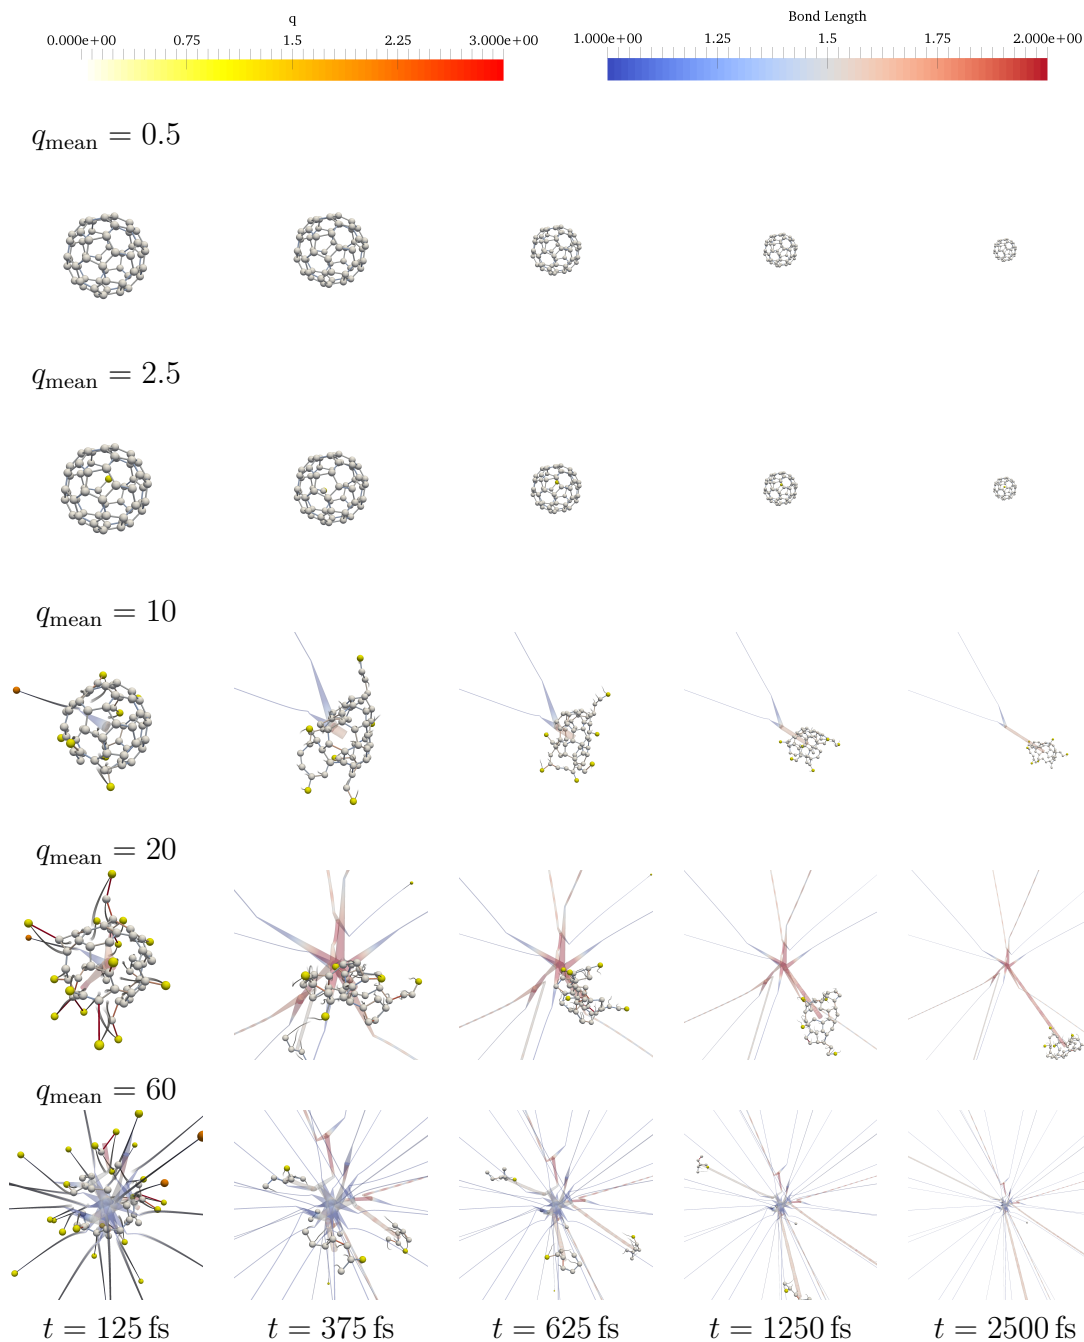 q
Bond Length
0.000e+00 0.75 1.5 2.25 3.000e+00
1.000e+00 1.25 1.5 1.75 2.000e+00
q_mean = 0.5
q_mean = 2.5
q_mean = 10
q_mean = 20
q_mean = 60
t = 125 fs
t = 375 fs
t = 625 fs
t = 1250 fs
t = 2500 fs